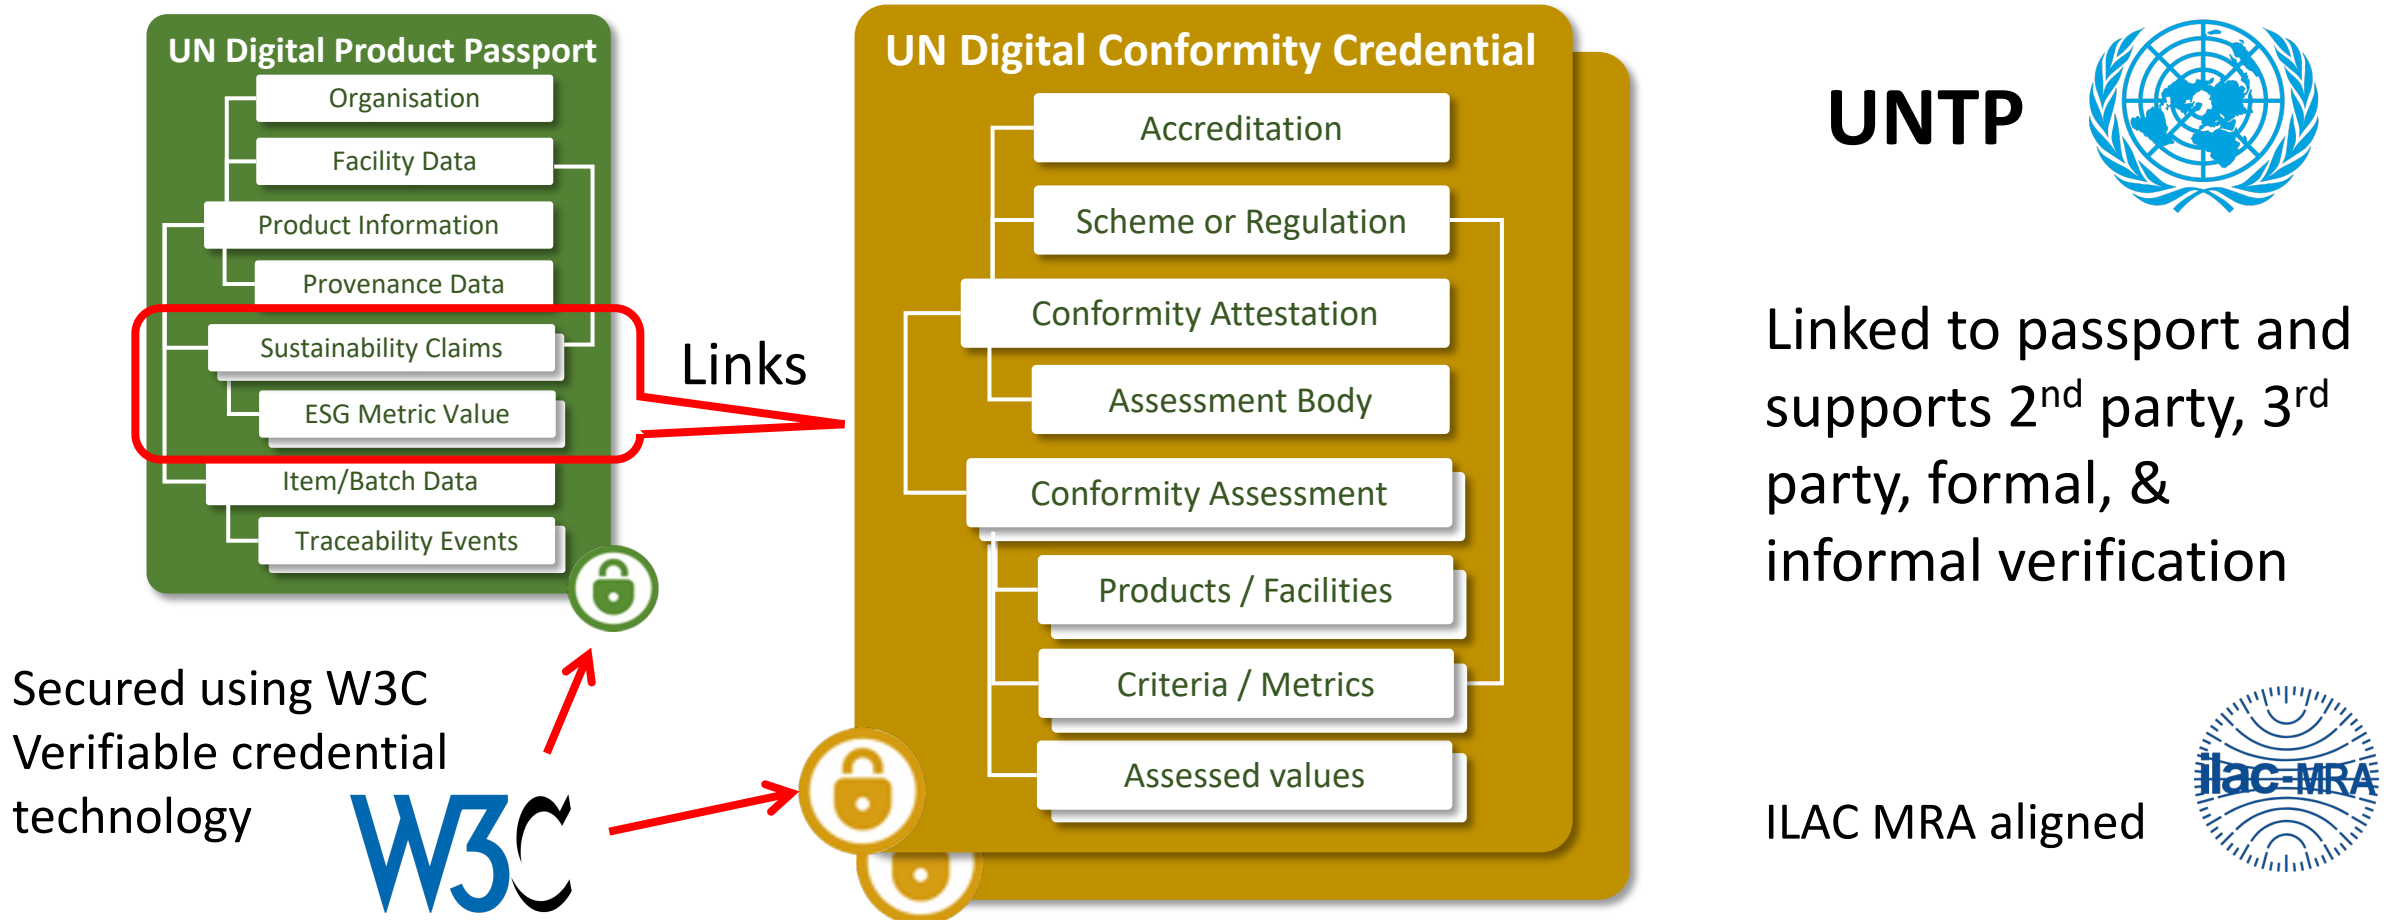 UN Digital Product Passport
Organisation
Facility Data
Product Information
Provenance Data
Sustainability Claims
ESG Metric Value
Item/Batch Data
Traceability Events
Links
Secured using W3C
Verifiable credential
technology
W3C
UN Digital Conformity Credential
Accreditation
Scheme or Regulation
Conformity Attestation
Assessment Body
Conformity Assessment
Products / Facilities
Criteria / Metrics
Assessed values
UNTP
Linked to passport and
supports 2nd party, 3rd
party, formal, &
informal verification
ILAC MRA aligned
ilac-MRA